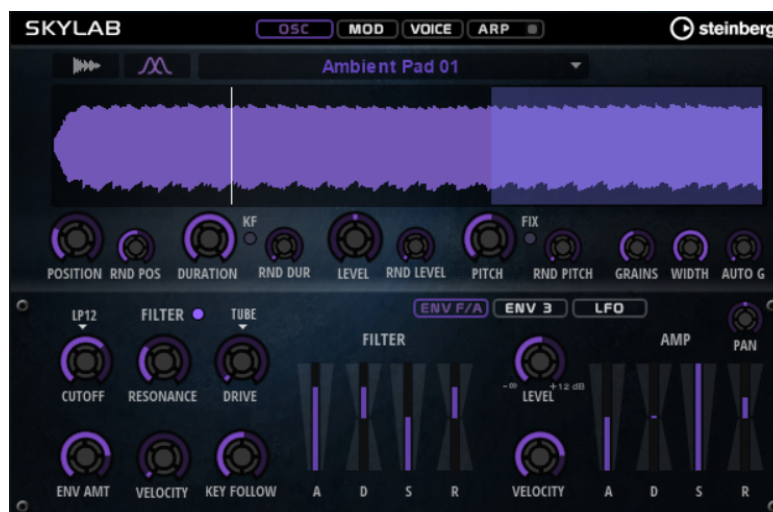 SKYLAB OSC MOD VOICE ARP steinberg
Ambient Pad 01
KF FIX
POSITION RND POS DURATION RND DUR LEVEL RND LEVEL PITCH RND PITCH GRAINS WIDTH AUTO G
ENV F/A ENV 3 LFO
LP12 FILTER TUBE
FILTER AMP PAN
CUTOFF RESONANCE DRIVE
-∞ +12 dB
LEVEL
ENV AMT VELOCITY KEY FOLLOW A D S R VELOCITY A D S R